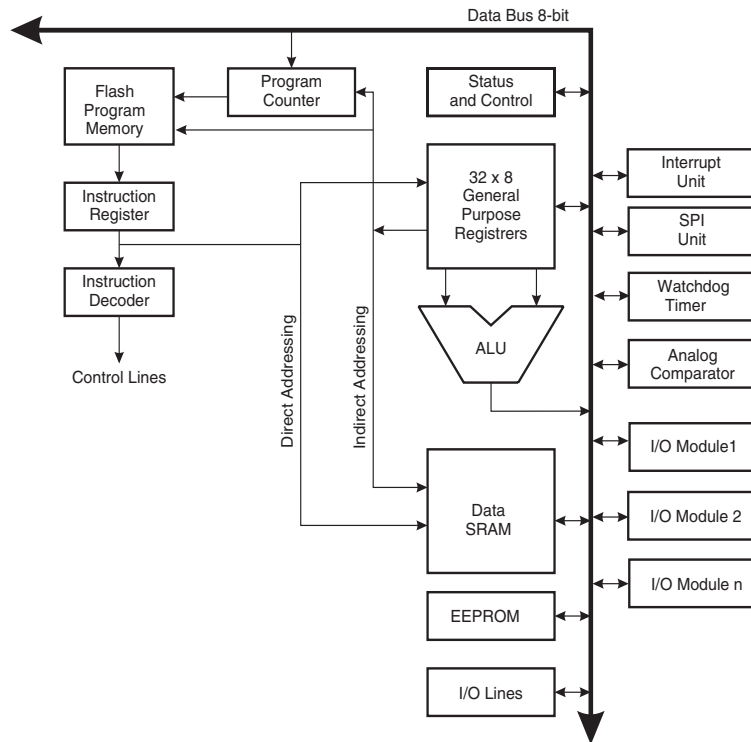 Data Bus 8-bit
Flash
Program
Memory
Program
Counter
Status
and Control
32 x 8
General
Purpose
Registrers
Interrupt
Unit
Instruction
Register
SPI
Unit
Instruction
Decoder
Watchdog
Timer
Direct Addressing
Indirect Addressing
ALU
Analog
Comparator
Control Lines
I/O Module1
Data
SRAM
I/O Module 2
I/O Module n
EEPROM
I/O Lines